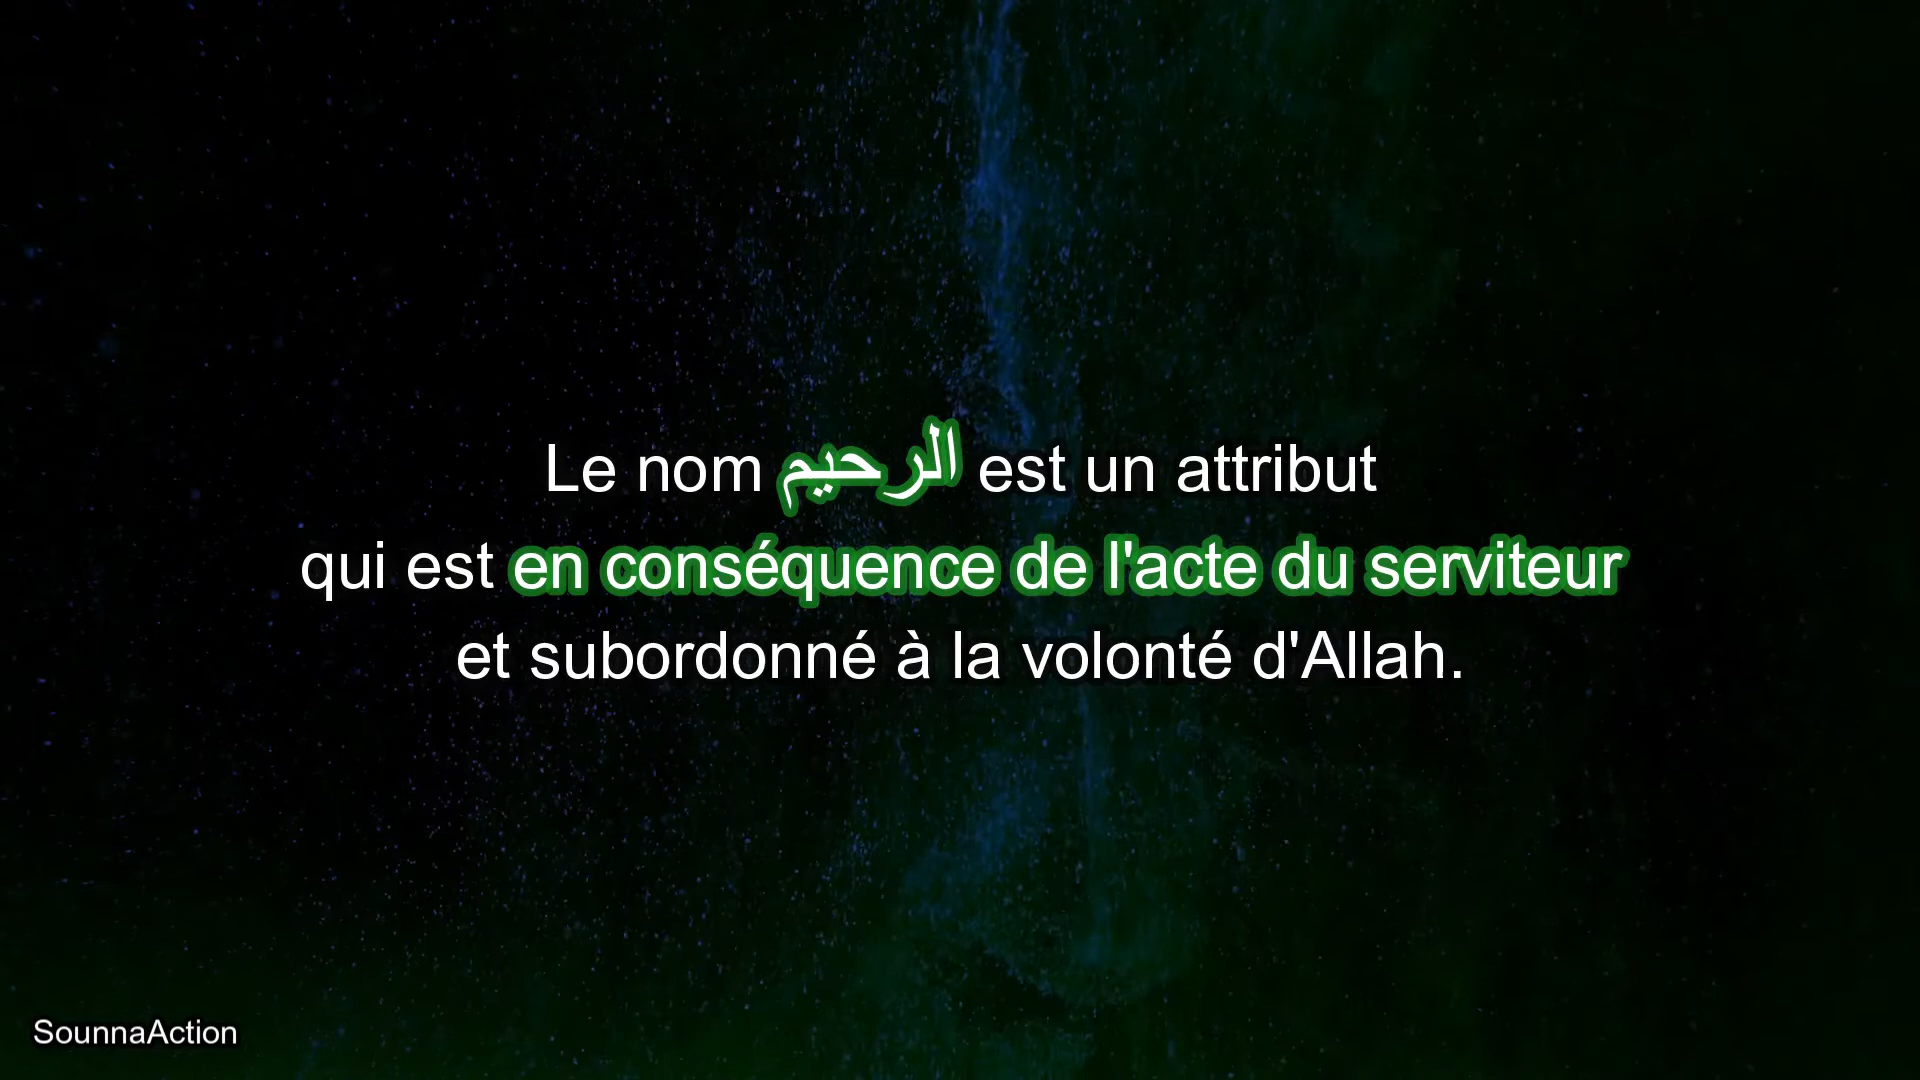 Le nom الرحيم est un attribut
qui est en conséquence de l'acte du serviteur
et subordonné à la volonté d'Allah.
SounnaAction